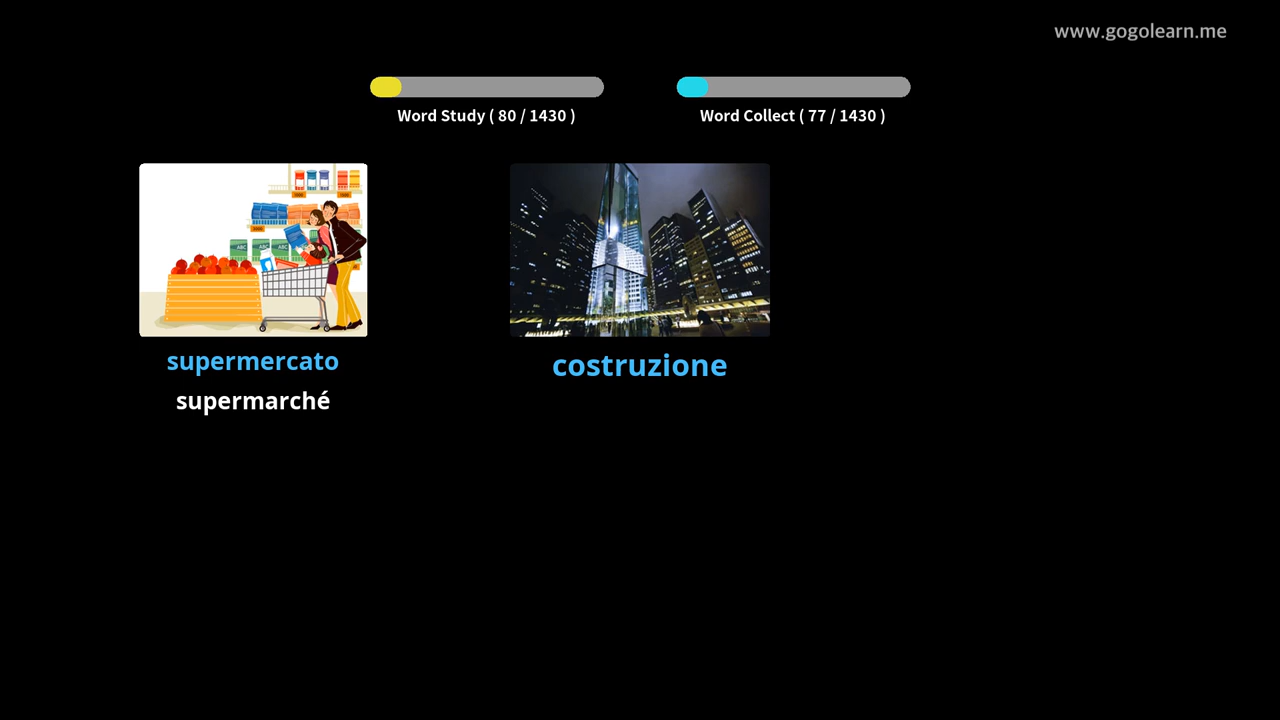 www.gogolearn.me
Word Study ( 80 / 1430 )
Word Collect ( 77 / 1430 )
supermercato
supermarché
costruzione